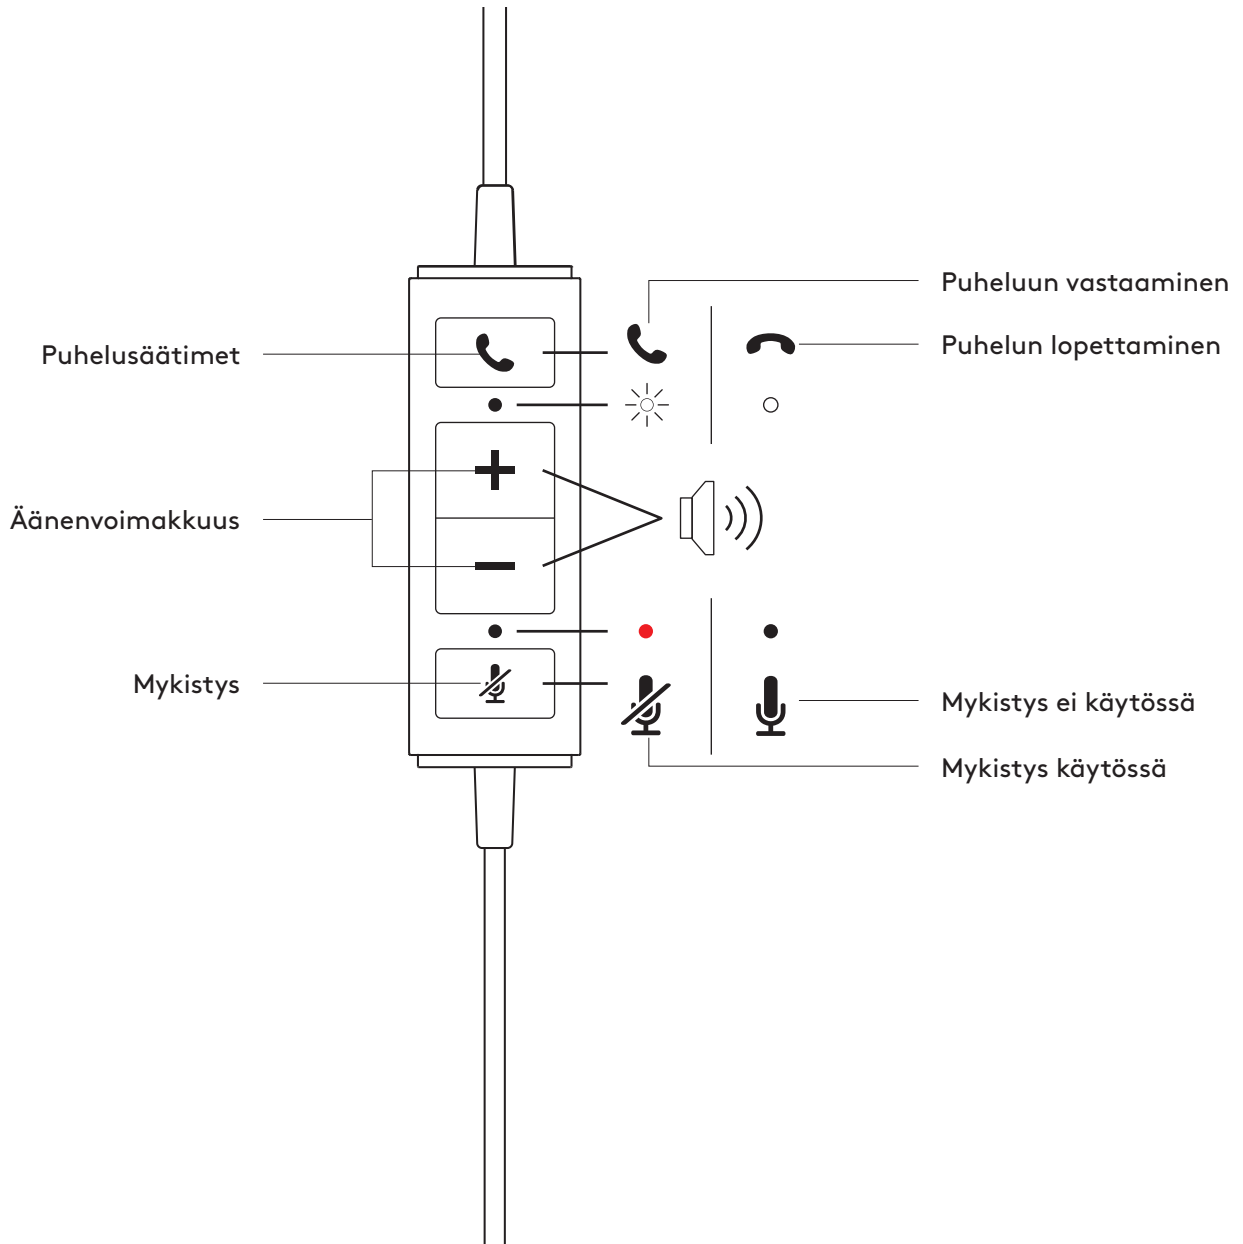 Puheluun vastaaminen
Puhelusäätimet
Puhelun lopettaminen
Äänenvoimakkuus
Mykistys
Mykistys ei käytössä
Mykistys käytössä